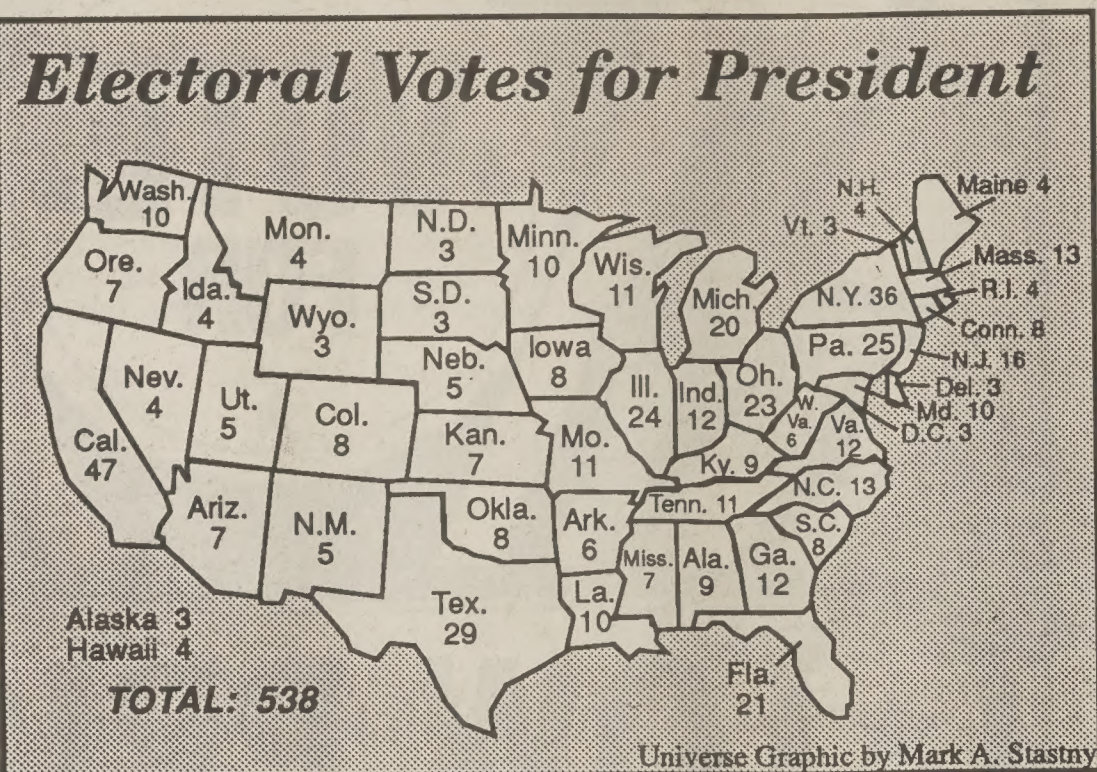 Electoral Votes for President
Wash.
10
Ore.
7
Cal.
47
Nev.
4
Ida.
4
Mon.
4
Wyo.
3
Ut.
5
Col.
8
Ariz.
7
N.M.
5
N.D.
3
S.D.
3
Neb.
5
Kan.
7
Okla.
8
Tex.
29
Minn.
10
Iowa
8
Mo.
11
Ark.
6
La.
10
Wis.
11
Ill.
24
Mich.
20
Ind.
12
Oh.
23
Ky. 9
Tenn. 11
Miss.
7
Ala.
9
Ga.
12
Fla.
21
S.C.
8
N.C. 13
Va.
12
W.
Va.
6
Pa. 25
N.Y. 36
Vt. 3
N.H.
4
Maine 4
Mass. 13
R.I. 4
Conn. 8
N.J. 16
Del. 3
Md. 10
D.C. 3
Alaska 3
Hawaii 4
TOTAL: 538
Universe Graphic by Mark A. Stastny